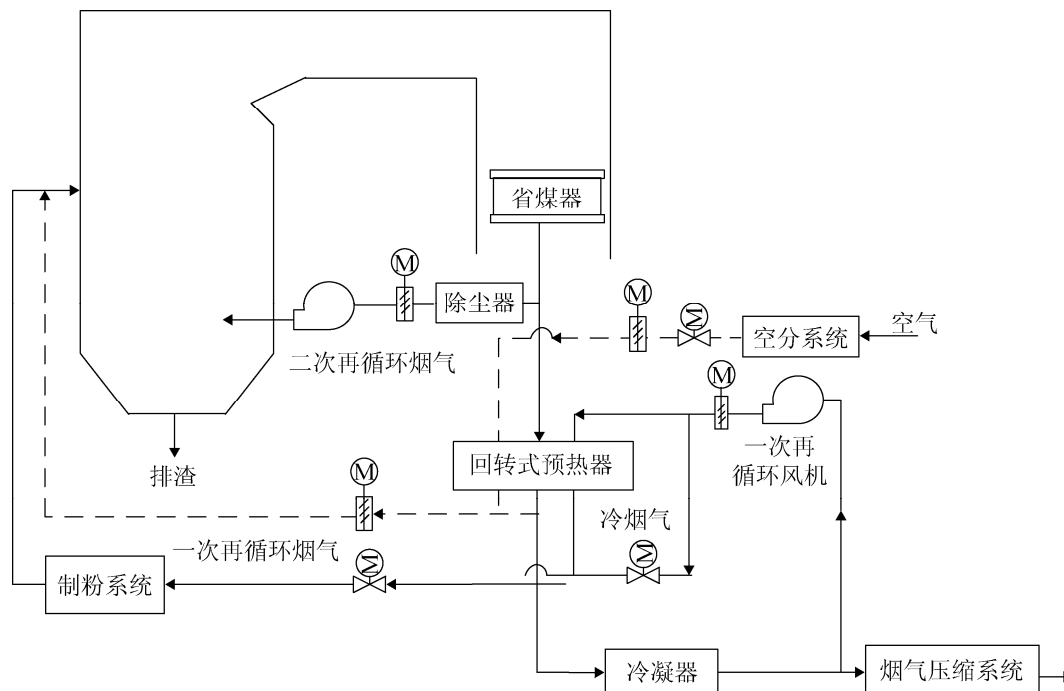 省煤器
M
除尘器
M
M
空分系统
空气
二次再循环烟气
M
一次再
循环风机
排渣
回转式预热器
M
冷烟气
一次再循环烟气
M
M
制粉系统
冷凝器
烟气压缩系统